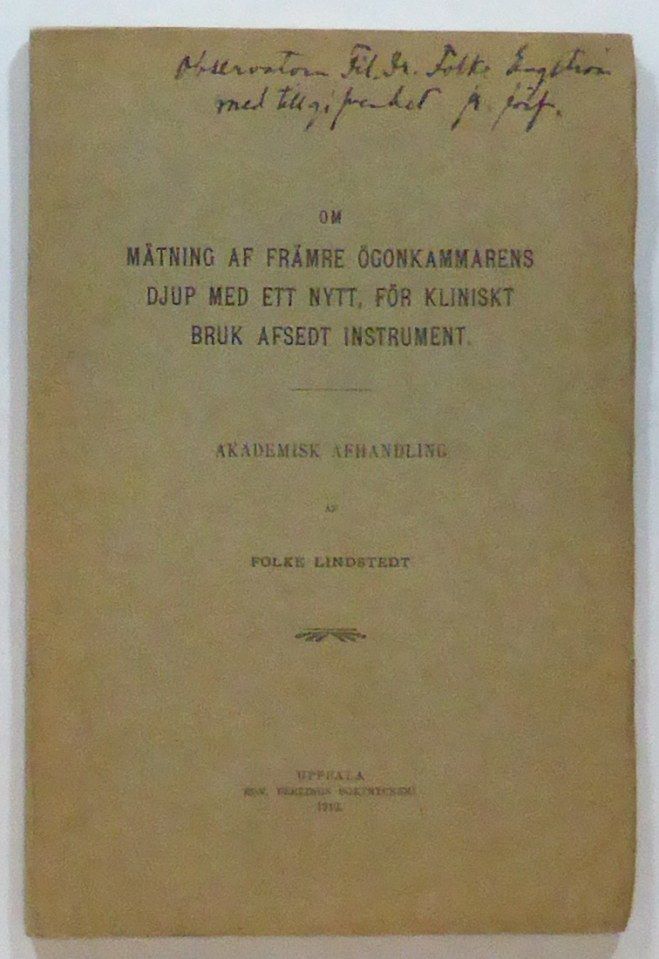 Observatorn Fil. Dr. Folke Engström
med tillgifvenhet fr. förf.
OM
MÄTNING AF FRÄMRE ÖGONKAMMARENS
DJUP MED ETT NYTT, FÖR KLINISKT
BRUK AFSEDT INSTRUMENT.
AKADEMISK AFHANDLING
AF
FOLKE LINDSTEDT
UPPSALA
EDV. BERLINGS BOKTRYCKERI